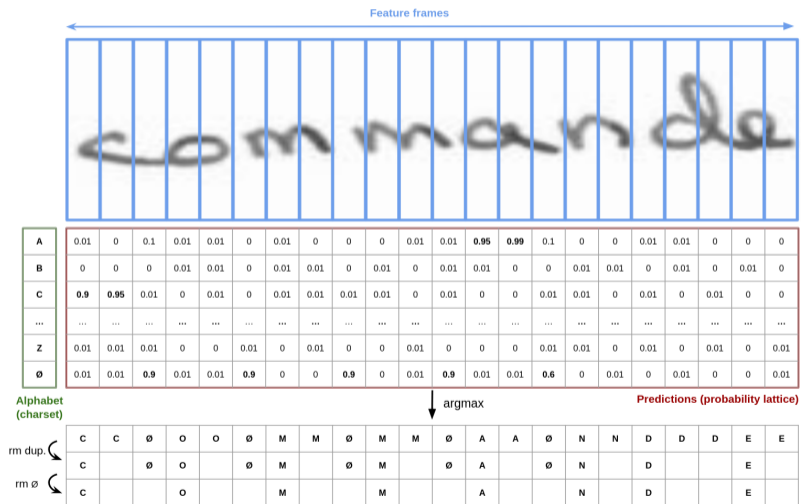 Feature frames
commande
A 0.01 0 0.1 0.01 0.01 0 0.01 0 0 0 0.01 0.01 0.95 0.99 0.1 0 0 0.01 0.01 0 0 0
B 0 0 0 0.01 0.01 0 0.01 0.01 0 0.01 0 0.01 0.01 0 0 0.01 0.01 0 0.01 0 0.01 0
C 0.9 0.95 0.01 0 0.01 0 0.01 0.01 0.01 0.01 0 0.01 0 0 0.01 0.01 0 0.01 0 0.01 0 0
... ... ... ... ... ... ... ... ... ... ... ... ... ... ... ... ... ... ... ... ... ... ...
Z 0.01 0.01 0.01 0 0 0.01 0 0.01 0 0.01 0 0 0 0 0.01 0.01 0 0.01 0 0.01 0 0.01
Ø 0.01 0.01 0.9 0.01 0.01 0.9 0 0 0.9 0 0.01 0.9 0.01 0.01 0.6 0 0.01 0 0.01 0 0 0.01
Alphabet (charset)
argmax
Predictions (probability lattice)
C C Ø O O Ø M M Ø M M Ø A A Ø N N D D D E E
rm dup.
C Ø O Ø M Ø M Ø A Ø N D E
rm ø
C O M M A N D E